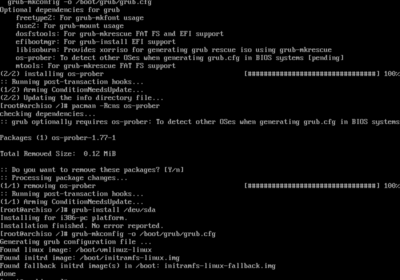 grub-mkconfig -o /boot/grub/grub.cfg
Optional dependencies for grub
freetype2: For grub-mkfont usage
fuse2: For grub-mount usage
dosfstools: For grub-mkrescue FAT FS and EFI support
efibootmgr: For grub-install EFI support
libisoburn: Provides xorriso for generating grub rescue iso using grub-mkrescue
os-prober: To detect other OSes when generating grub.cfg in BIOS systems [pending]
mtools: For grub-mkrescue FAT FS support
(2/2) installing os-prober [######################################] 100%
:: Running post-transaction hooks...
(1/2) Arming ConditionNeedsUpdate...
(2/2) Updating the info directory file...
[root@archiso /]# pacman -Rcns os-prober
checking dependencies...
:: grub optionally requires os-prober: To detect other OSes when generating grub.cfg in BIOS systems
Packages (1) os-prober-1.77-1
Total Removed Size: 0.12 MiB
:: Do you want to remove these packages? [Y/n]
:: Processing package changes...
(1/1) removing os-prober [######################################] 100%
:: Running post-transaction hooks...
(1/1) Arming ConditionNeedsUpdate...
[root@archiso /]# grub-install /dev/sda
Installing for i386-pc platform.
Installation finished. No error reported.
[root@archiso /]# grub-mkconfig -o /boot/grub/grub.cfg
Generating grub configuration file ...
Found linux image: /boot/vmlinuz-linux
Found initrd image: /boot/initramfs-linux.img
Found fallback initrd image(s) in /boot: initramfs-linux-fallback.img
done